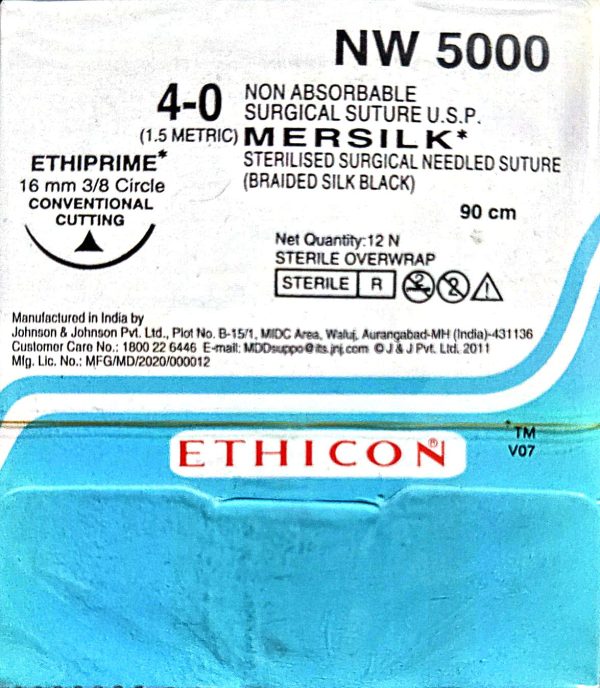 NW 5000
4-0
(1.5 METRIC)
NON ABSORBABLE
SURGICAL SUTURE U.S.P.
MERSILK*
STERILISED SURGICAL NEEDLED SUTURE
(BRAIDED SILK BLACK)
ETHIPRIME*
16 mm 3/8 Circle
CONVENTIONAL
CUTTING
90 cm
Net Quantity:12 N
STERILE OVERWRAP
STERILE R
2
Manufactured in India by
Johnson & Johnson Pvt. Ltd., Plot No. B-15/1, MIDC Area, Waluj, Aurangabad-MH (India)-431136
Customer Care No.: 1800 22 6446 E-mail: MDDsuppo@its.jnj.com © J & J Pvt. Ltd. 2011
Mfg. Lic. No.: MFG/MD/2020/000012
ETHICON®
*TM
V07